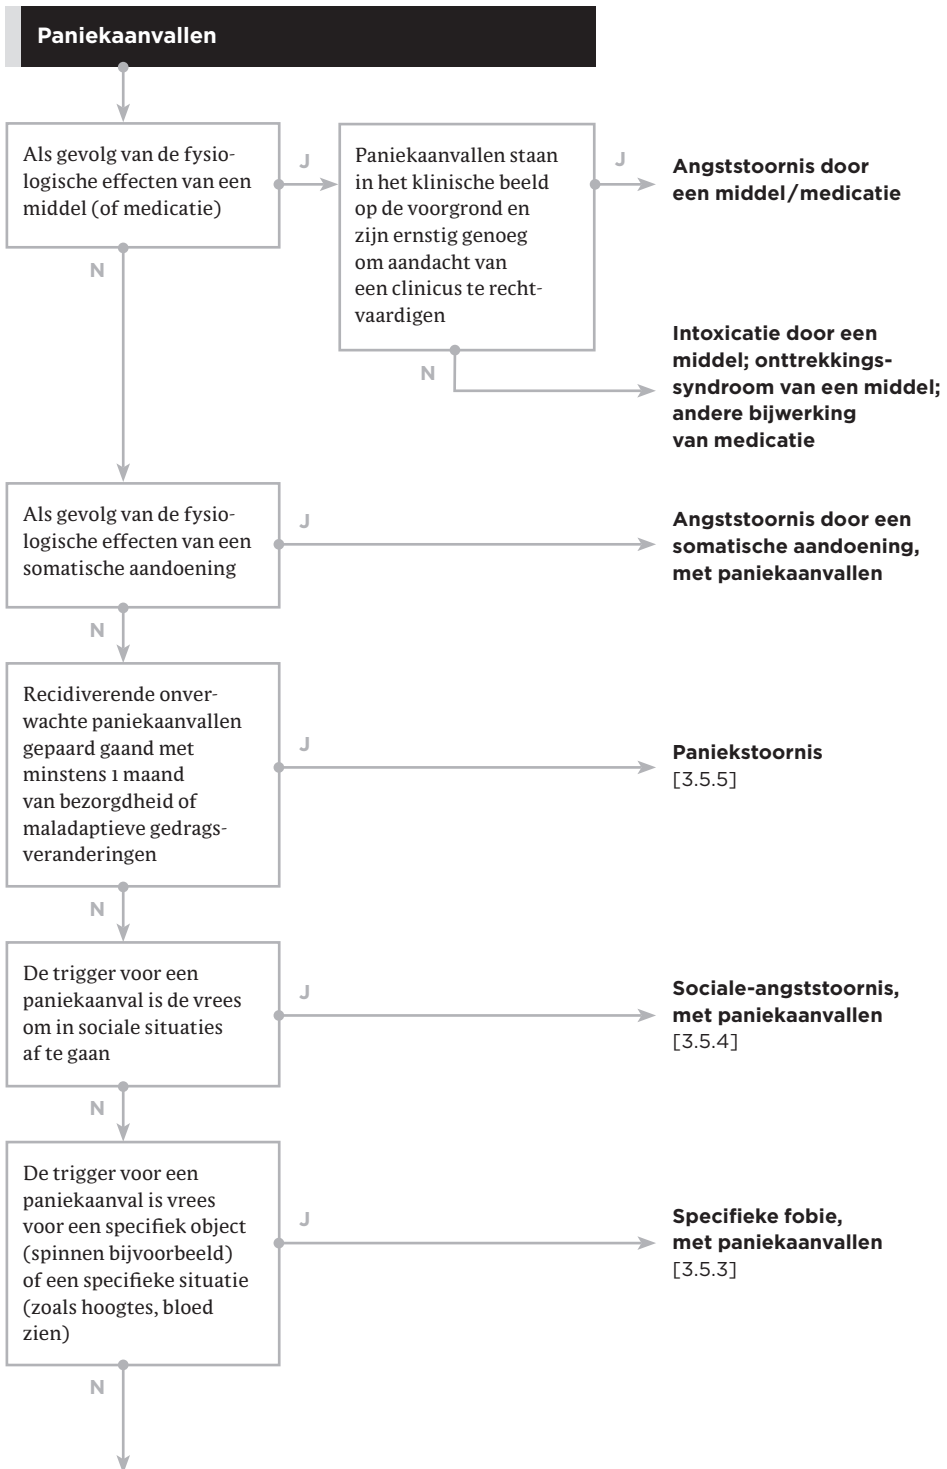 Paniekaanvallen
Als gevolg van de fysio-
logische effecten van een
middel (of medicatie)
J
Paniekaanvallen staan
in het klinische beeld
op de voorgrond en
zijn ernstig genoeg
om aandacht van
een clinicus te recht-
vaardigen
J
Angststoornis door
een middel/medicatie
N
N
Intoxicatie door een
middel; onttrekkings-
syndroom van een middel;
andere bijwerking
van medicatie
Als gevolg van de fysio-
logische effecten van een
somatische aandoening
J
Angststoornis door een
somatische aandoening,
met paniekaanvallen
N
Recidiverende onver-
wachte paniekaanvallen
gepaard gaand met
minstens 1 maand
van bezorgdheid of
maladaptieve gedrags-
veranderingen
J
Paniekstoornis
[3.5.5]
N
De trigger voor een
paniekaanval is de vrees
om in sociale situaties
af te gaan
J
Sociale-angststoornis,
met paniekaanvallen
[3.5.4]
N
De trigger voor een
paniekaanval is vrees
voor een specifiek object
(spinnen bijvoorbeeld)
of een specifieke situatie
(zoals hoogtes, bloed
zien)
J
Specifieke fobie,
met paniekaanvallen
[3.5.3]
N